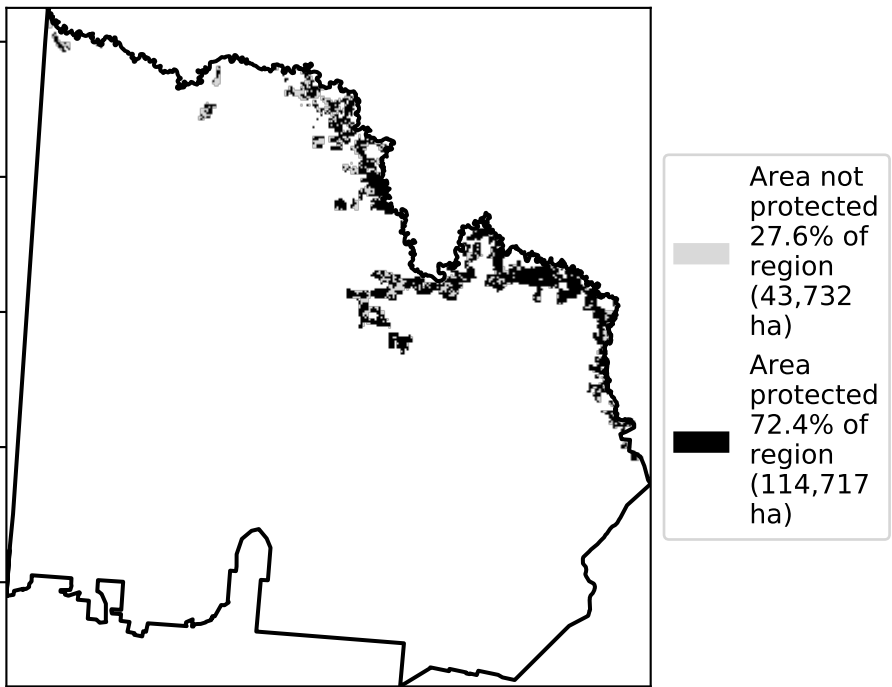 Area not
protected
27.6% of
region
(43,732
ha)
Area
protected
72.4% of
region
(114,717
ha)